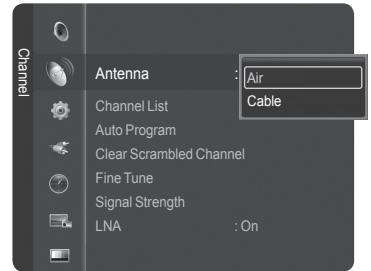 Channel
Antenna : Air
Cable
Channel List
Auto Program
Clear Scrambled Channel
Fine Tune
Signal Strength
LNA : On